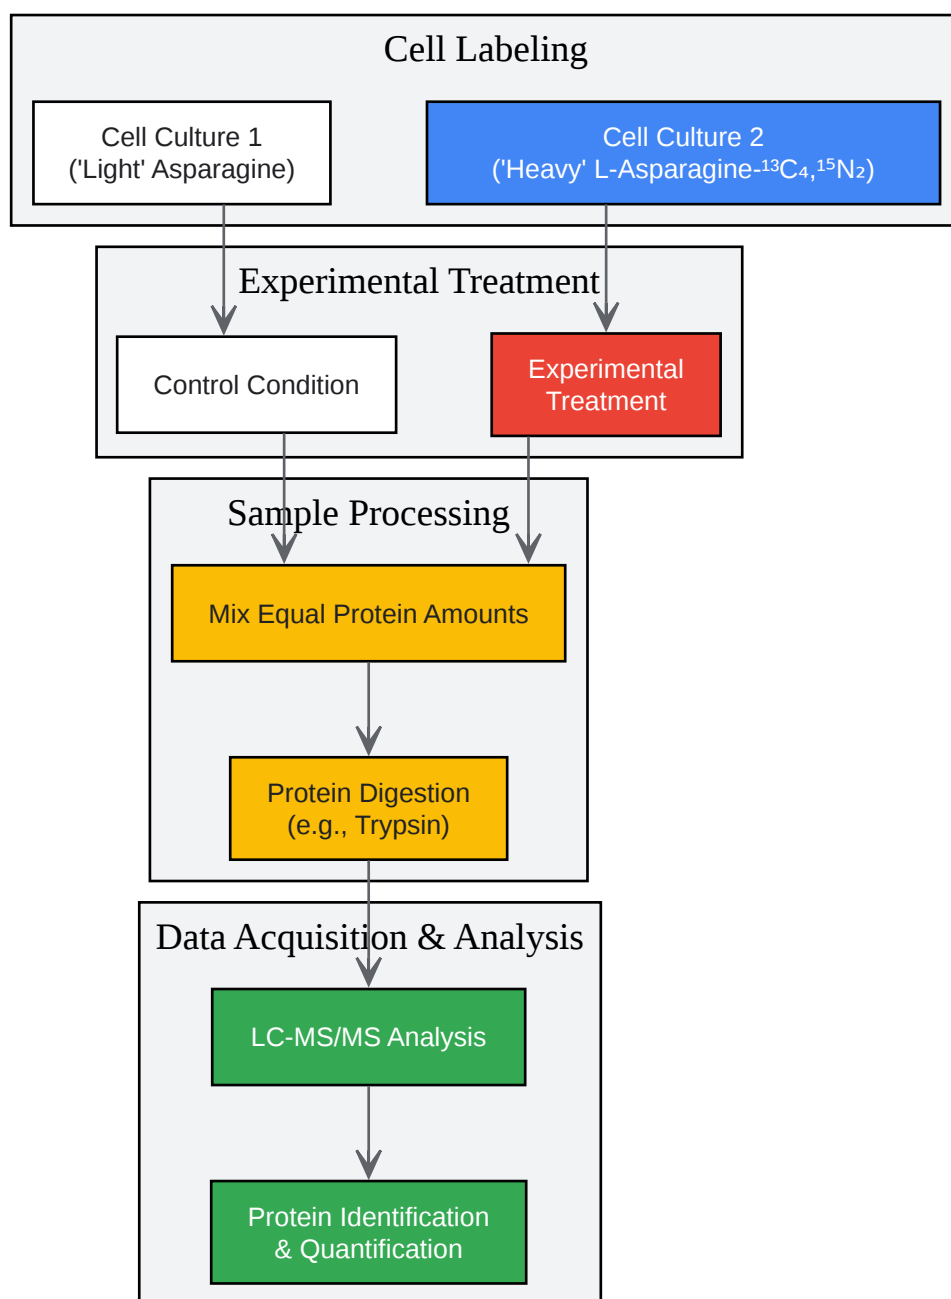 Cell Labeling
Cell Culture 1
('Light' Asparagine)
Cell Culture 2
('Heavy' L-Asparagine-¹³C₄,¹⁵N₂)
Experimental Treatment
Control Condition
Experimental
Treatment
Sample Processing
Mix Equal Protein Amounts
Protein Digestion
(e.g., Trypsin)
Data Acquisition & Analysis
LC-MS/MS Analysis
Protein Identification
& Quantification